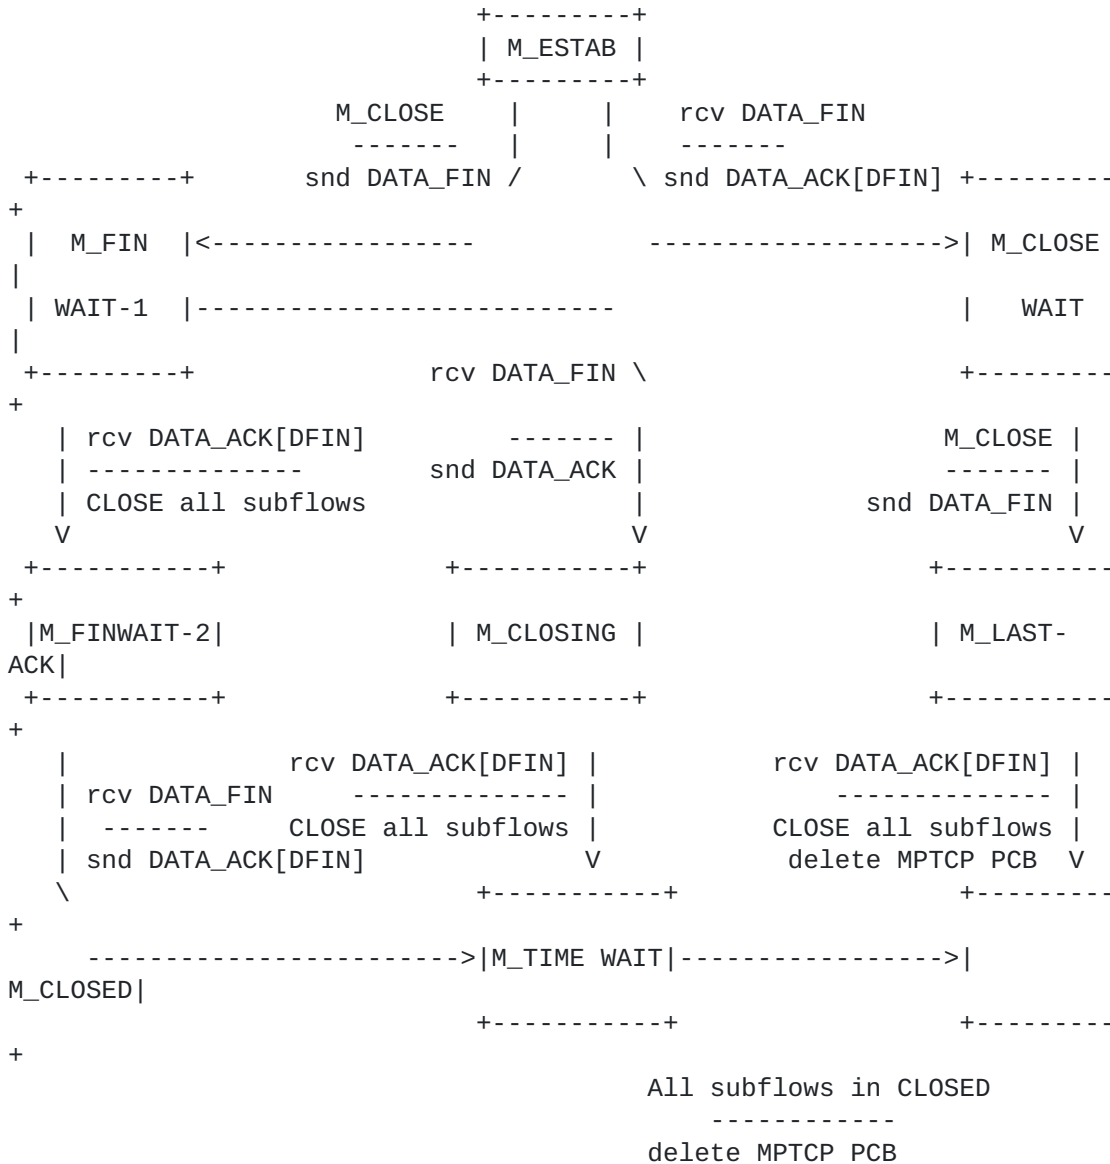 +---------+
                              | M_ESTAB |
                              +---------+
                     M_CLOSE    |     |    rcv DATA_FIN
                      -------   |     |    -------
 +---------+       snd DATA_FIN /       \ snd DATA_ACK[DFIN] +---------
+
 |  M_FIN  |<-----------------           ------------------->| M_CLOSE
|
 | WAIT-1  |---------------------------                      |   WAIT
|
 +---------+               rcv DATA_FIN \                    +---------
+
   | rcv DATA_ACK[DFIN]         ------- |                   M_CLOSE |
   | --------------        snd DATA_ACK |                   ------- |
   | CLOSE all subflows                 |              snd DATA_FIN |
   V                                    V                           V
 +-----------+              +-----------+                  +-----------
+
 |M_FINWAIT-2|              | M_CLOSING |                  | M_LAST-
ACK|
 +-----------+              +-----------+                  +-----------
+
   |              rcv DATA_ACK[DFIN] |           rcv DATA_ACK[DFIN] |
   | rcv DATA_FIN     -------------- |               -------------- |
   |  -------     CLOSE all subflows |           CLOSE all subflows |
   | snd DATA_ACK[DFIN]              V            delete MPTCP PCB  V
   \                          +-----------+                  +---------
+
     ------------------------>|M_TIME WAIT|----------------->|
M_CLOSED|
                              +-----------+                  +---------
+
                                         All subflows in CLOSED
                                             ------------
                                         delete MPTCP PCB